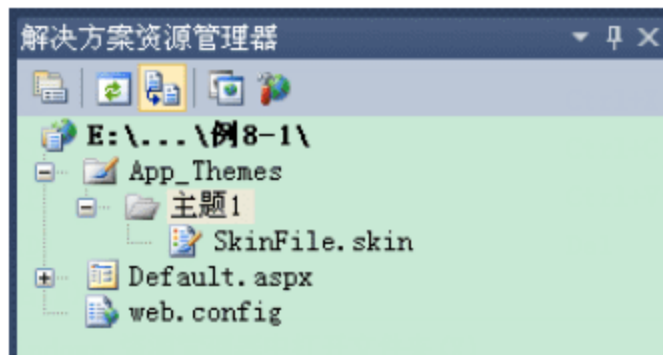 解决方案资源管理器
E:\...\例8-1\
App_Themes
主题1
SkinFile.skin
Default.aspx
web.config